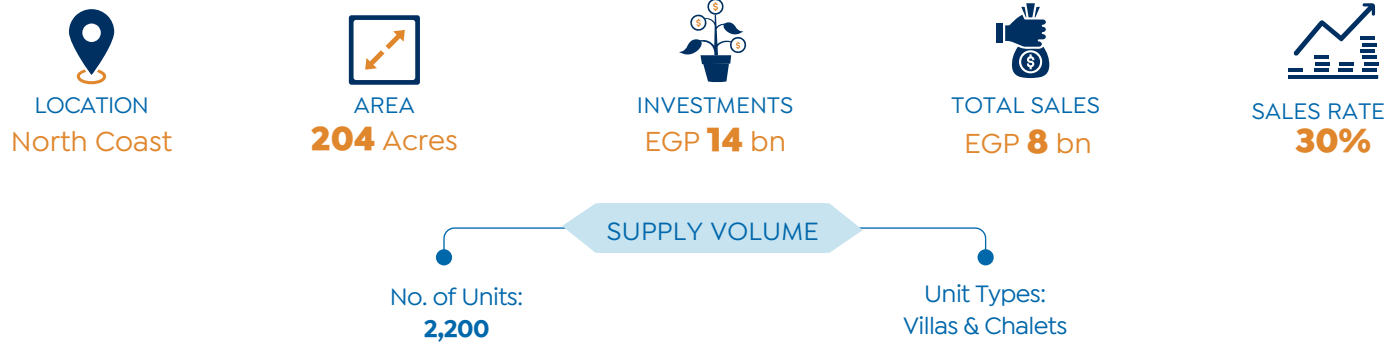 LOCATION
North Coast
AREA
204 Acres
INVESTMENTS
EGP 14 bn
TOTAL SALES
EGP 8 bn
SALES RATE
30%
SUPPLY VOLUME
No. of Units:
2,200
Unit Types:
Villas & Chalets